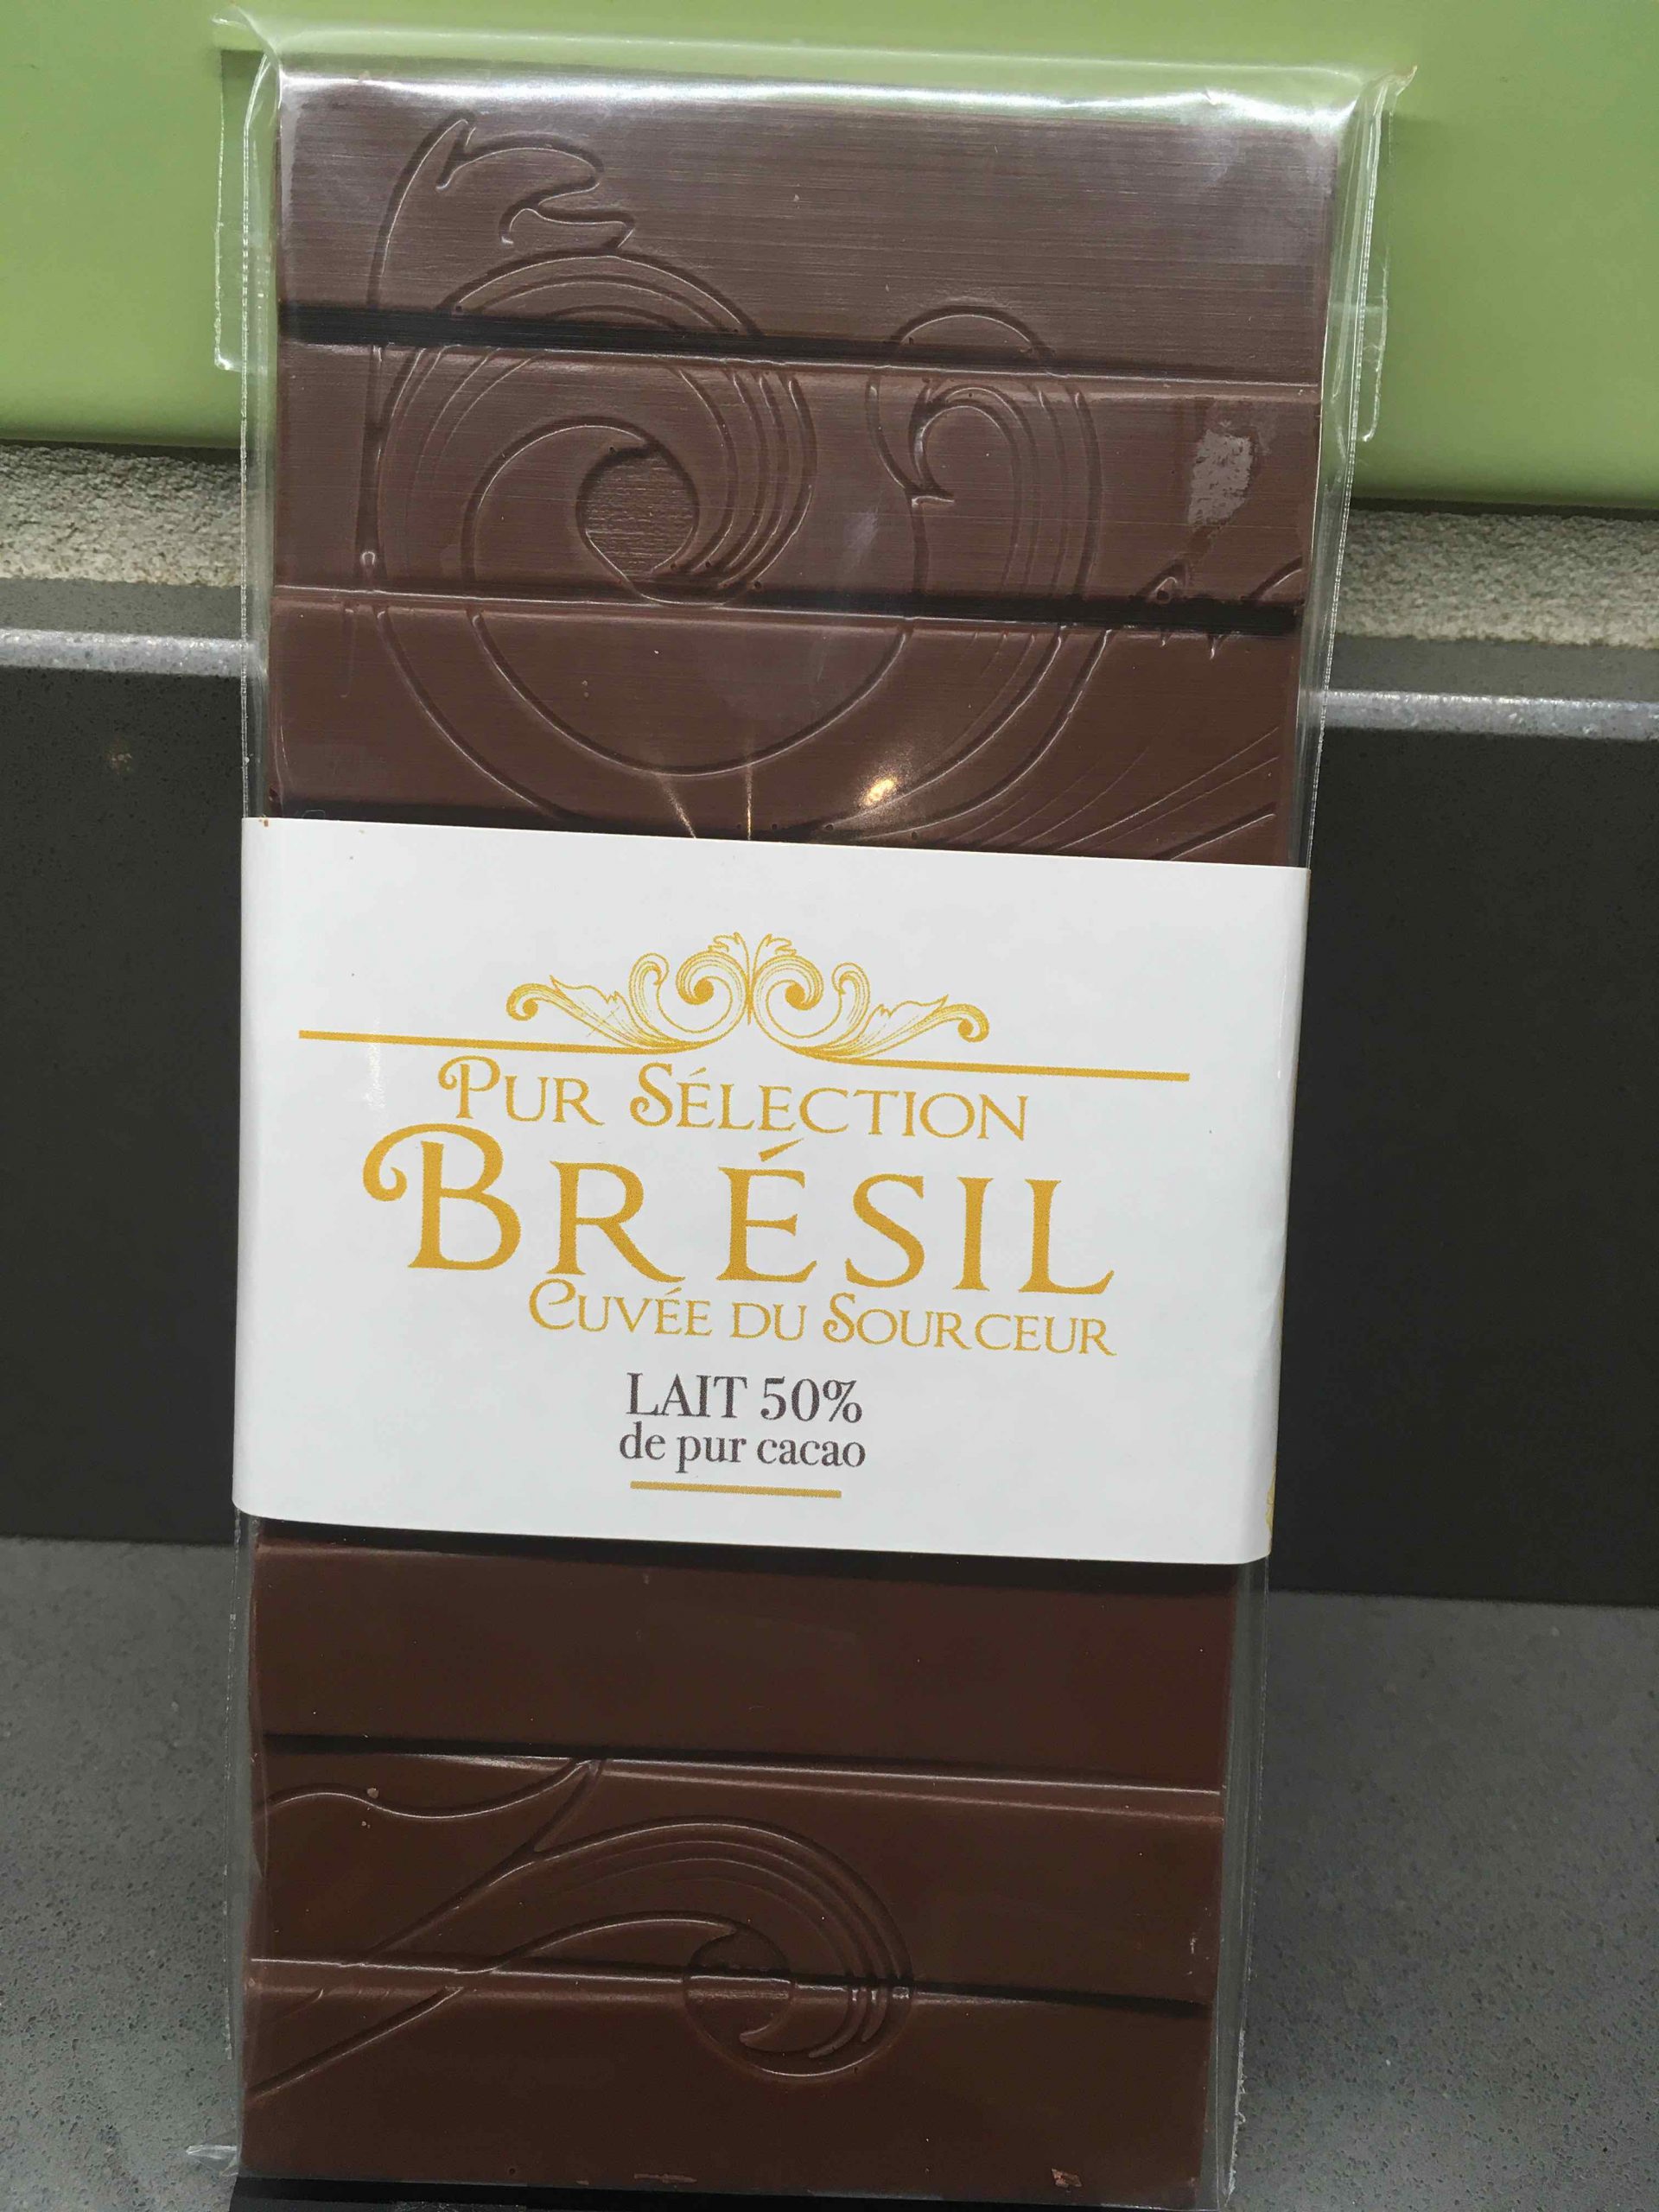 Pur Sélection
Brésil
Cuvée du Sourceur
LAIT 50%
de pur cacao